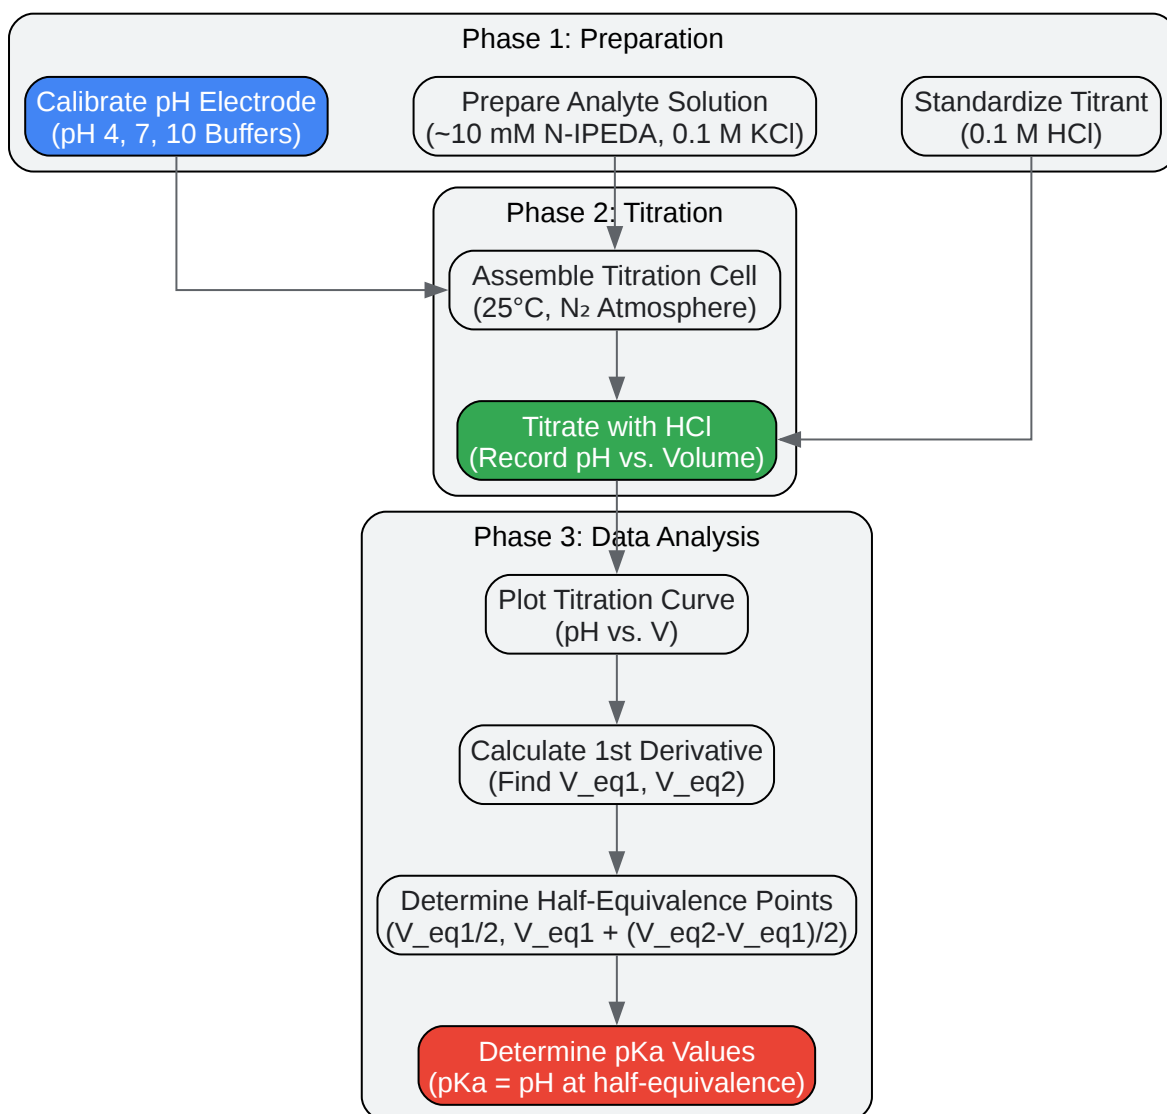 Phase 1: Preparation
Calibrate pH Electrode
(pH 4, 7, 10 Buffers)
Prepare Analyte Solution
(~10 mM N-IPEDA, 0.1 M KCl)
Standardize Titrant
(0.1 M HCl)
Phase 2: Titration
Assemble Titration Cell
(25°C, N₂ Atmosphere)
Titrate with HCl
(Record pH vs. Volume)
Phase 3: Data Analysis
Plot Titration Curve
(pH vs. V)
Calculate 1st Derivative
(Find V_eq1, V_eq2)
Determine Half-Equivalence Points
(V_eq1/2, V_eq1 + (V_eq2-V_eq1)/2)
Determine pKa Values
(pKa = pH at half-equivalence)